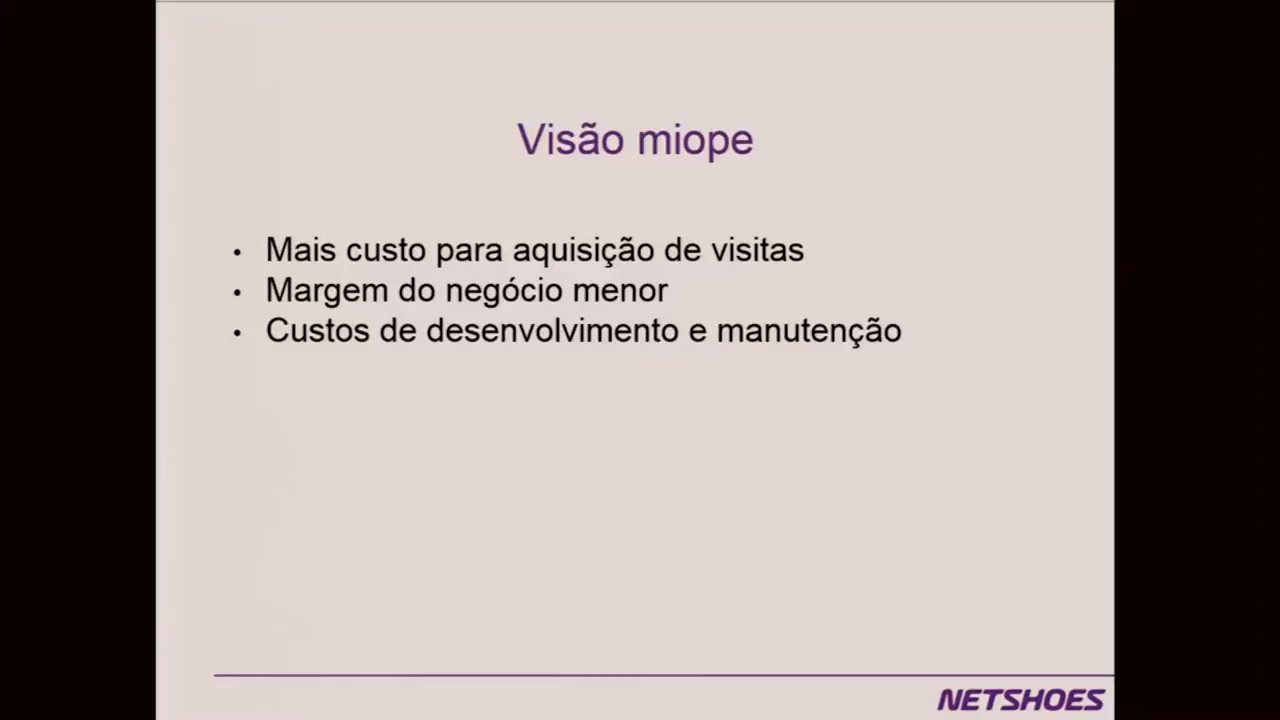 Visão miope
• Mais custo para aquisição de visitas
• Margem do negócio menor
• Custos de desenvolvimento e manutenção
NETSHOES